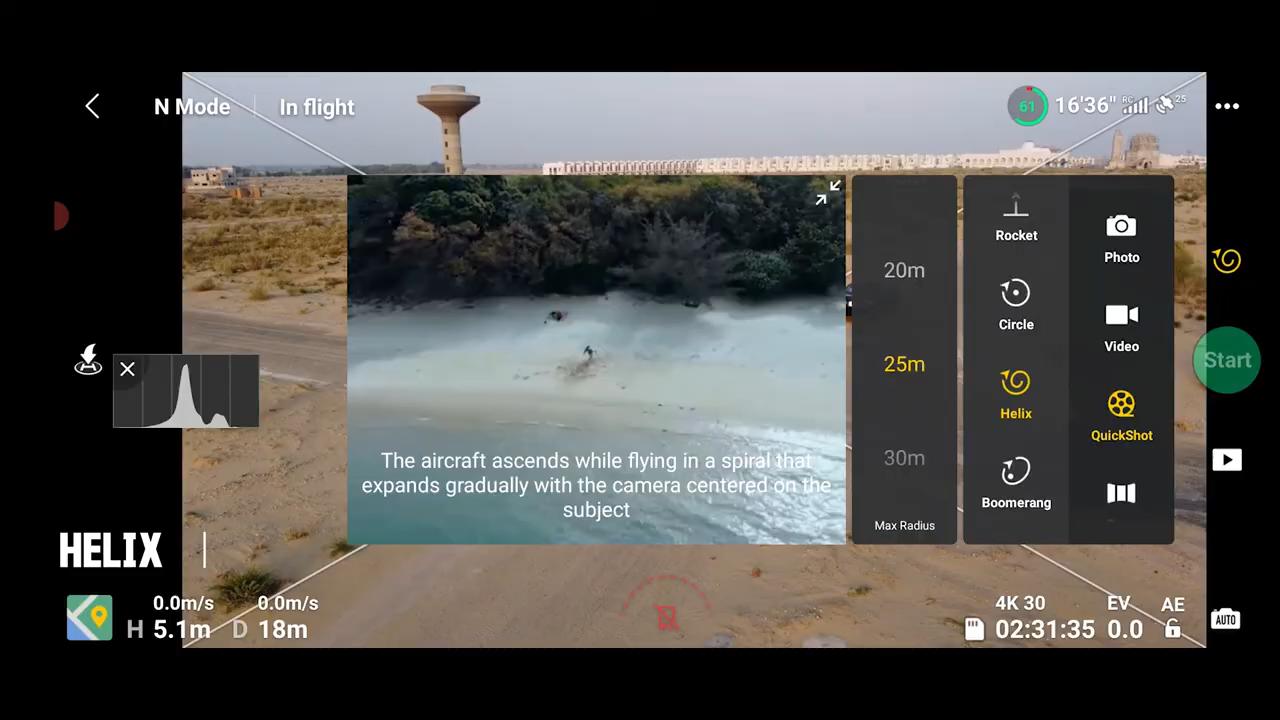 N Mode
In flight
61
16'36"
RC
25
20m
25m
30m
Max Radius
Rocket
Circle
Helix
Boomerang
Photo
Video
QuickShot
Start
The aircraft ascends while flying in a spiral that
expands gradually with the camera centered on the
subject
HELIX
0.0m/s 0.0m/s
H 5.1m D 18m
4K 30 EV AE
02:31:35 0.0
AUTO